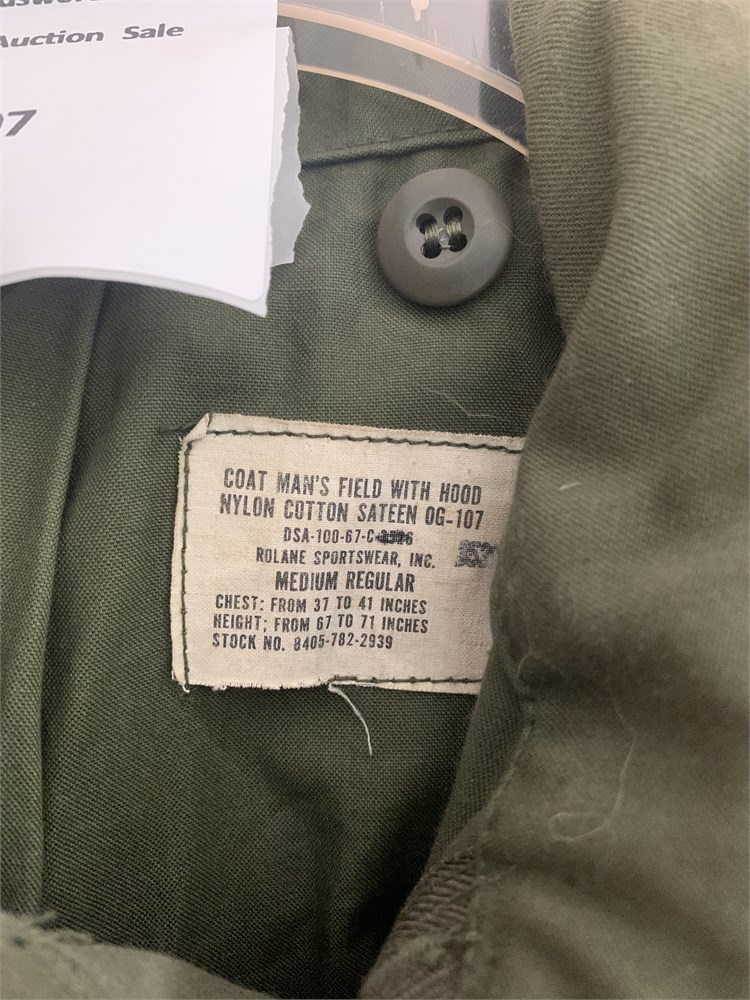 Auction Sale
7
COAT MAN'S FIELD WITH HOOD
NYLON COTTON SATEEN OG-107
DSA-100-67-C-
ROLANE SPORTSWEAR, INC.
MEDIUM REGULAR
CHEST: FROM 37 TO 41 INCHES
HEIGHT; FROM 67 TO 71 INCHES
STOCK NO. 8405-782-2939